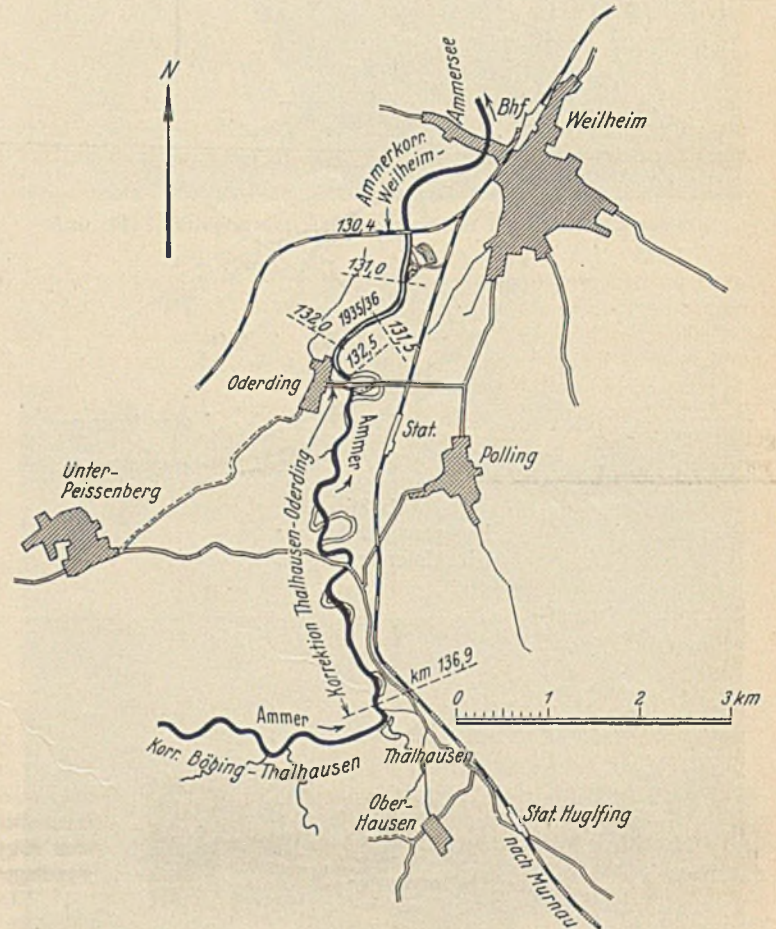 N
Ammersee
Bhf.
Weilheim
Ammerkorr.
Weilheim-
130,4
131,0
1935/36
132,0
131,5
132,5
Oderding
Ammer
Stat.
Polling
Unter-
Peissenberg
Korrektion Thalhausen-Oderding
km 136,9
0 1 2 3 km
Ammer
Korr. Böbing-Thalhausen
Thalhausen
Ober-
Hausen
Stat. Huglfing
nach Murnau